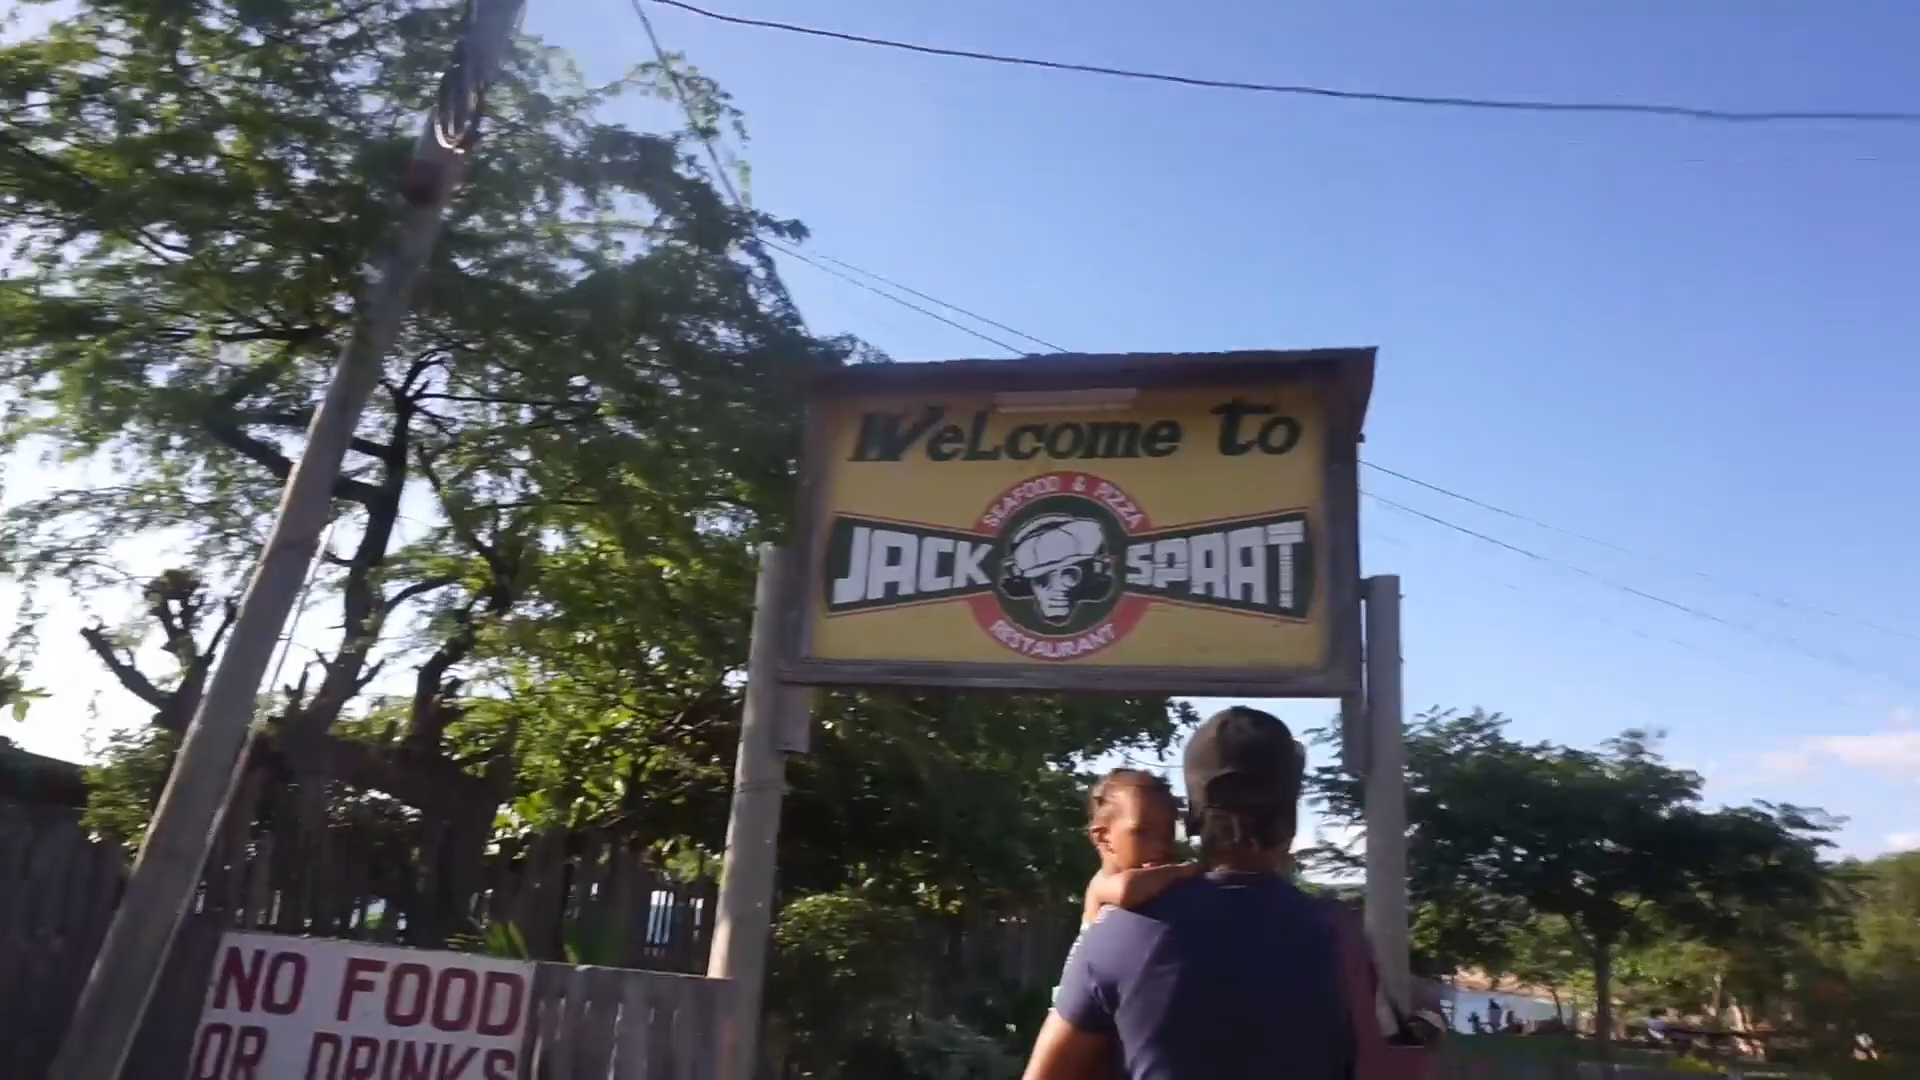 Welcome to
SEAFOOD & PIZZA
JACK SPRAT
RESTAURANT
NO FOOD
OR DRINKS